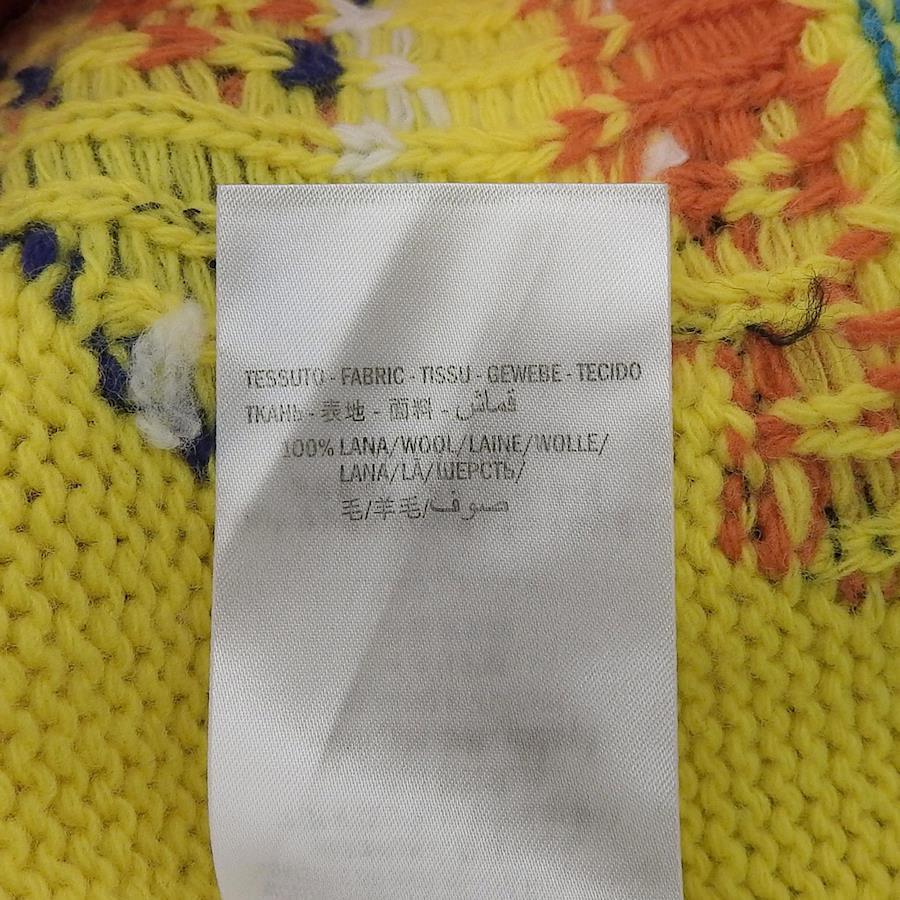 TESSUTO - FABRIC - TISSU - GEWEBE - TECIDO
ТКАНЬ - 表地 - 面料 - قماش
100% LANA/WOOL/LAINE/WOLLE/
LANA/LÃ/ШЕРСТЬ/
毛/羊毛/صوف